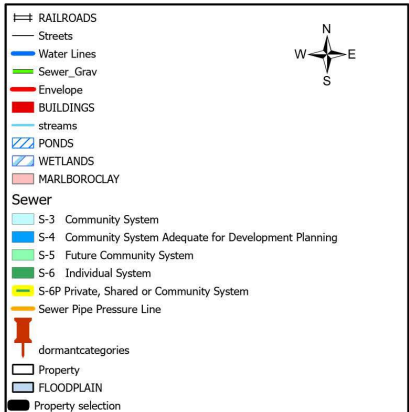 RAILROADS
Streets
Water Lines
Sewer_Grav
Envelope
BUILDINGS
streams
PONDS
WETLANDS
MARLBOROCLAY
Sewer
S-3 Community System
S-4 Community System Adequate for Development Planning
S-5 Future Community System
S-6 Individual System
S-6P Private, Shared or Community System
Sewer Pipe Pressure Line
dormantcategories
Property
FLOODPLAIN
Property selection
N
W E
S